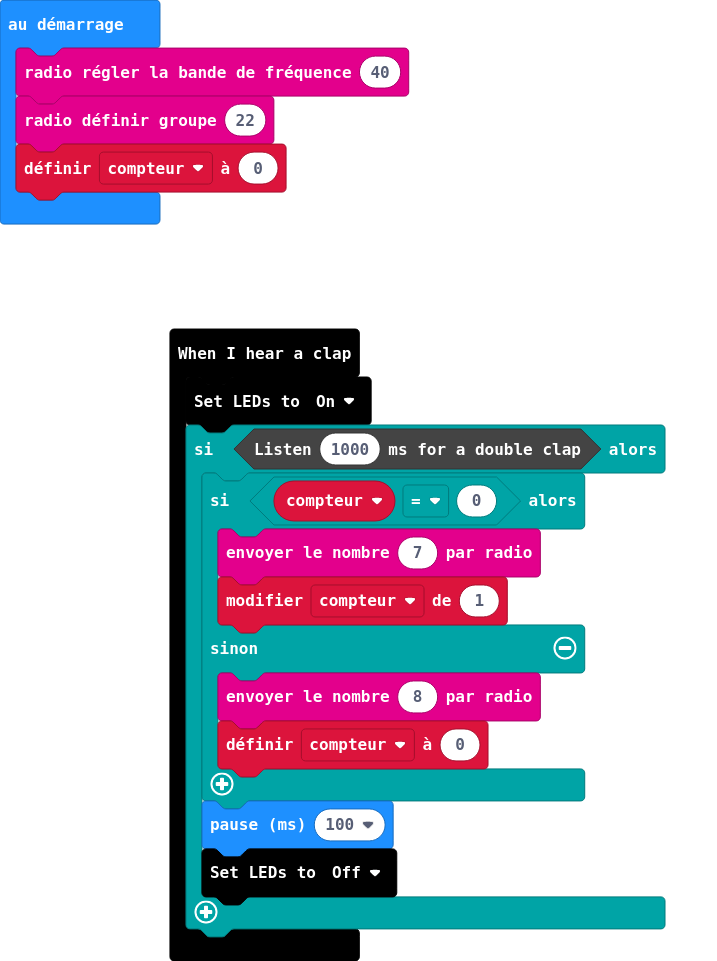 au démarrage
radio régler la bande de fréquence 40
radio définir groupe 22
définir compteur à 0
When I hear a clap
Set LEDs to On
si Listen 1000 ms for a double clap alors
si compteur = 0 alors
envoyer le nombre 7 par radio
modifier compteur de 1
sinon
envoyer le nombre 8 par radio
définir compteur à 0
pause (ms) 100
Set LEDs to Off